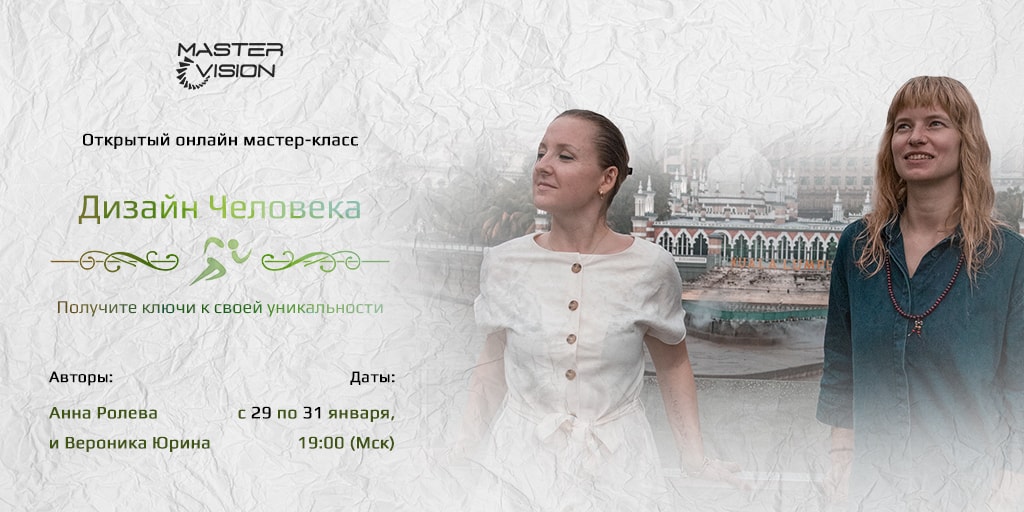 MASTER
VISION
Открытый онлайн мастер-класс
Дизайн Человека
Получите ключи к своей уникальности
Авторы:
Анна Ролева
и Вероника Юрина
Даты:
с 29 по 31 января,
19:00 (Мск)